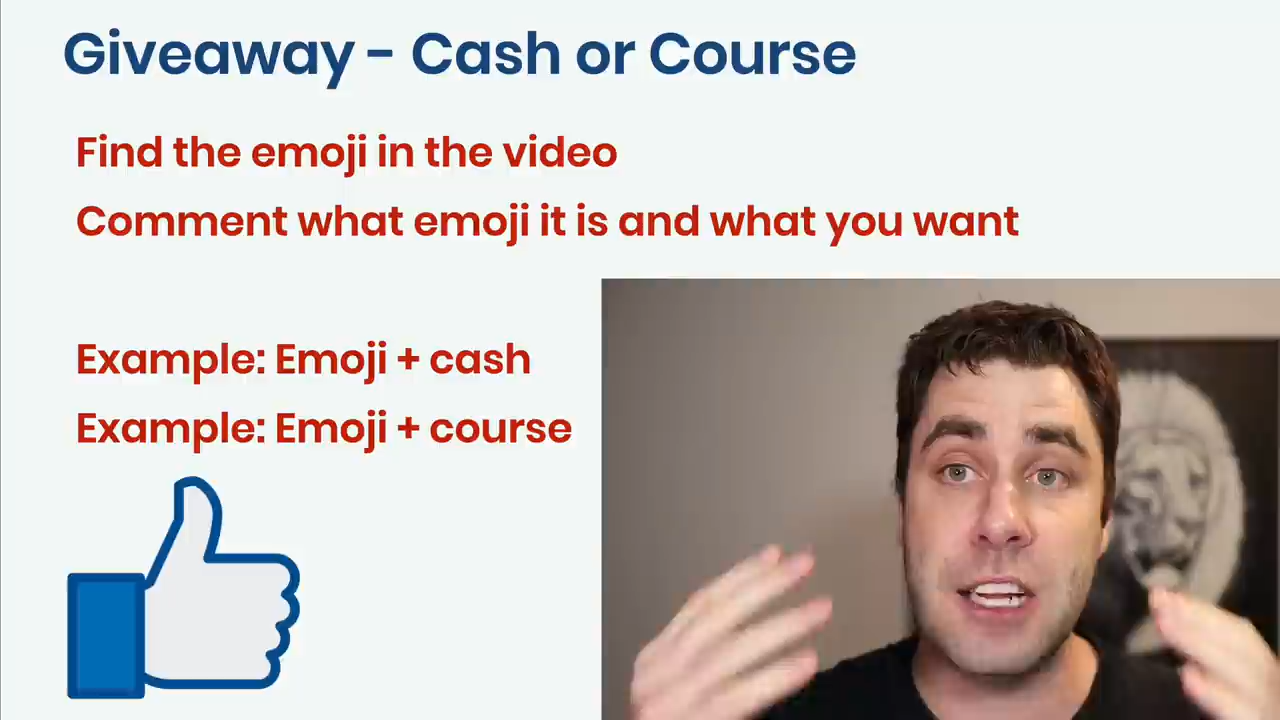 Giveaway - Cash or Course
Find the emoji in the video
Comment what emoji it is and what you want
Example: Emoji + cash
Example: Emoji + course